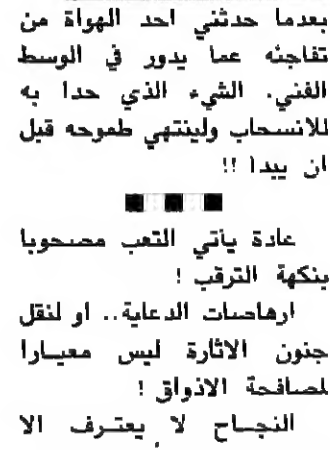 بعدما حدثني احد الهواة من
تفاجئه عما يدور في الوسط
الفني. الشيء الذي حدا به
للانسحاب ولينتهي طموحه قبل
ان يبدا !!
عادة ياتي التعب مصحوبا
بنكهة الترقب !
ارهاصات الدعاية.. او لنقل
جنون الاثارة ليس معيارا
لمصافحة الاذواق !
النجاح لا يعترف الا